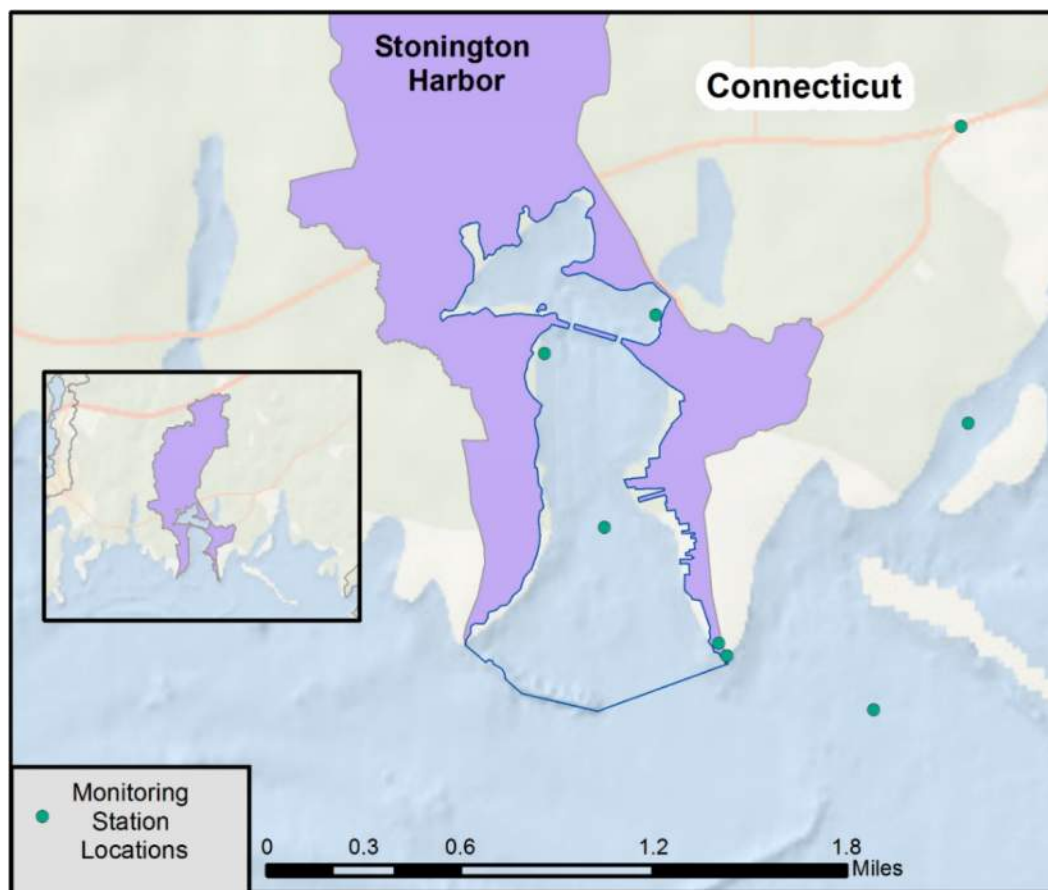 Stonington
Harbor
Connecticut
Monitoring
Station
Locations
0 0.3 0.6 1.2 1.8
Miles